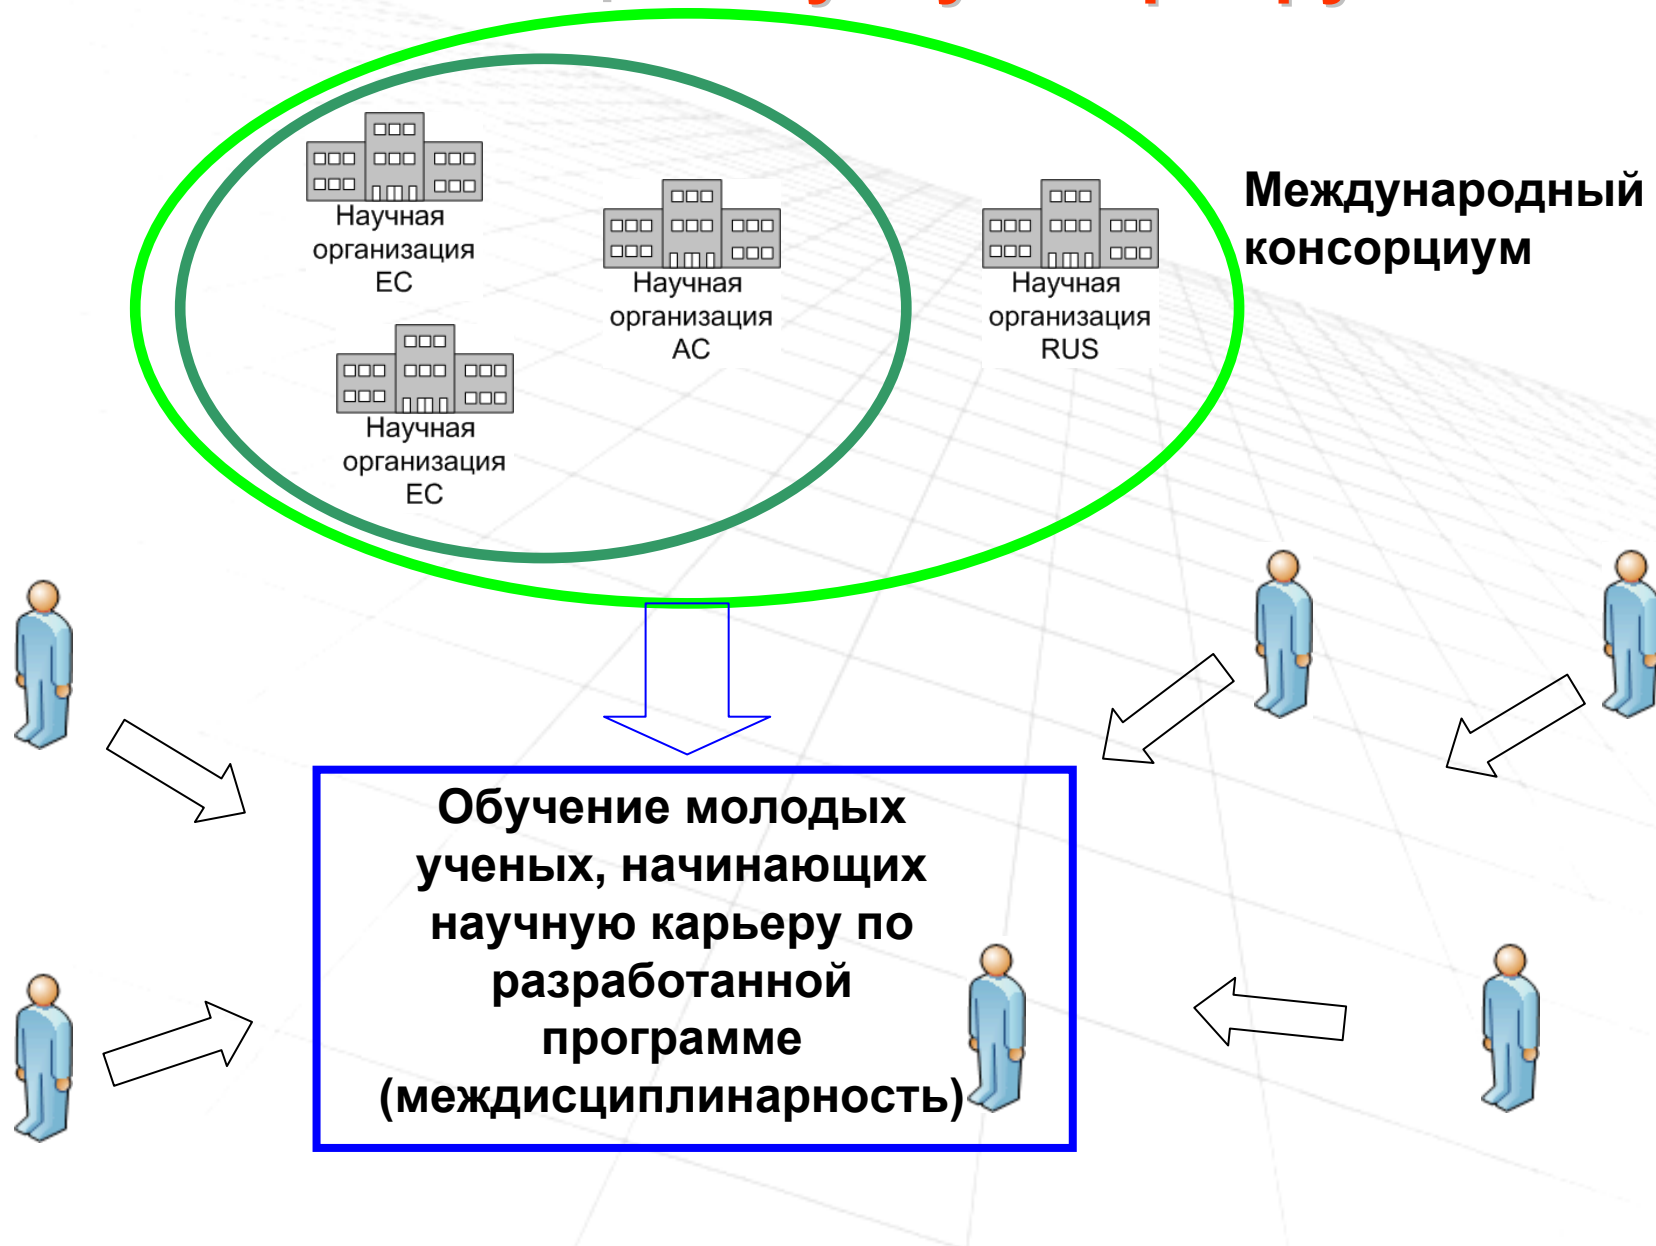 Научная
организация
ЕС
Научная
организация
АС
Научная
организация
RUS
Международный
консорциум
Научная
организация
ЕС
Обучение молодых
ученых, начинающих
научную карьеру по
разработанной
программе
(междисциплинарность)